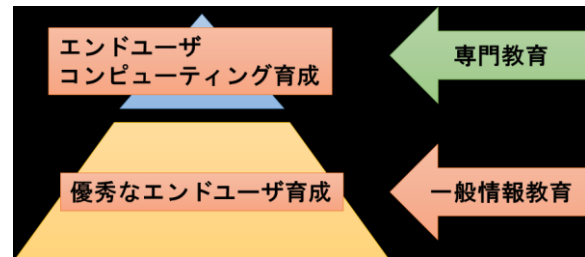 エンドユーザ
コンピューティング育成
専門教育
優秀なエンドユーザ育成
一般情報教育